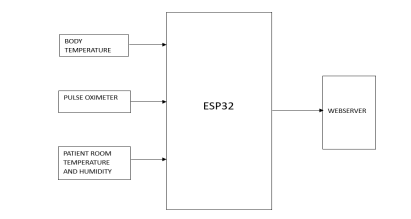 BODY
TEMPERATURE
PULSE OXIMETER
PATIENT ROOM
TEMPERATURE
AND HUMIDITY
ESP32
WEBSERVER